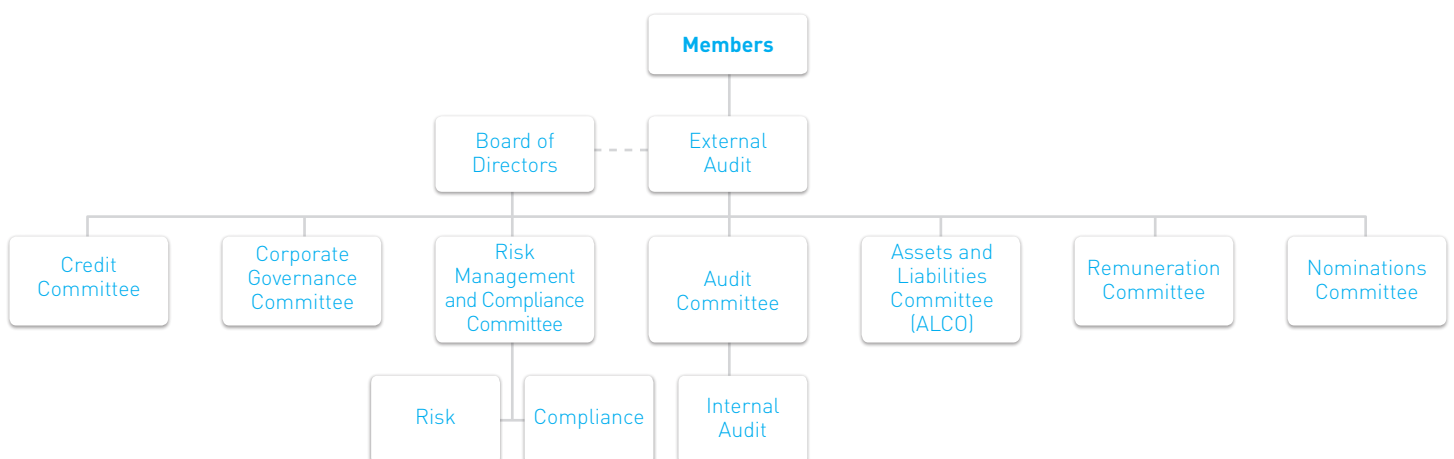 Members
Board of
Directors
External
Audit
Credit
Committee
Corporate
Governance
Committee
Risk
Management
and Compliance
Committee
Audit
Committee
Assets and
Liabilities
Committee
(ALCO)
Remuneration
Committee
Nominations
Committee
Risk
Compliance
Internal
Audit